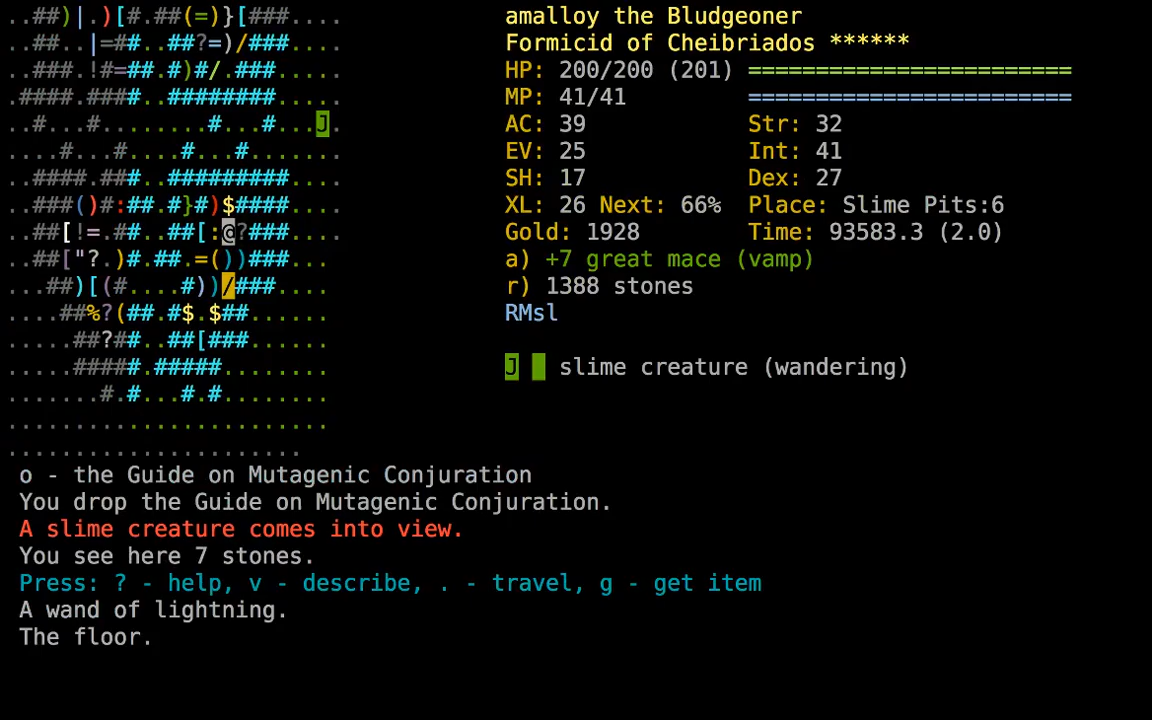 ..##)|.)[#.##(=)}[###....    amalloy the Bludgeoner
..##..|=##..##?=)/###....    Formicid of Cheibriados ******
..###.!#=##.#)#/.###.....    HP: 200/200 (201) ========================
.####.####..########.....    MP: 41/41         ========================
..#...#........#...#...J.    AC: 39            Str: 32
....#...#....#...#.......    EV: 25            Int: 41
..####.###..#########....    SH: 17            Dex: 27
..###()#:##.#}#)$####....    XL: 26 Next: 66%  Place: Slime Pits:6
..##[!=.##..##[:@?###....    Gold: 1928        Time: 93583.3 (2.0)
..##["?.)#.##.=())###...     a) +7 great mace (vamp)
...##)[(#....#))/###....     r) 1388 stones
....##%?(##.#$.$##......     RMsl
.....##?##..##[###......
.....#####.#####........     J   slime creature (wandering)
.......#.#...#.#........
........................
......................
o - the Guide on Mutagenic Conjuration
You drop the Guide on Mutagenic Conjuration.
A slime creature comes into view.
You see here 7 stones.
Press: ? - help, v - describe, . - travel, g - get item
A wand of lightning.
The floor.